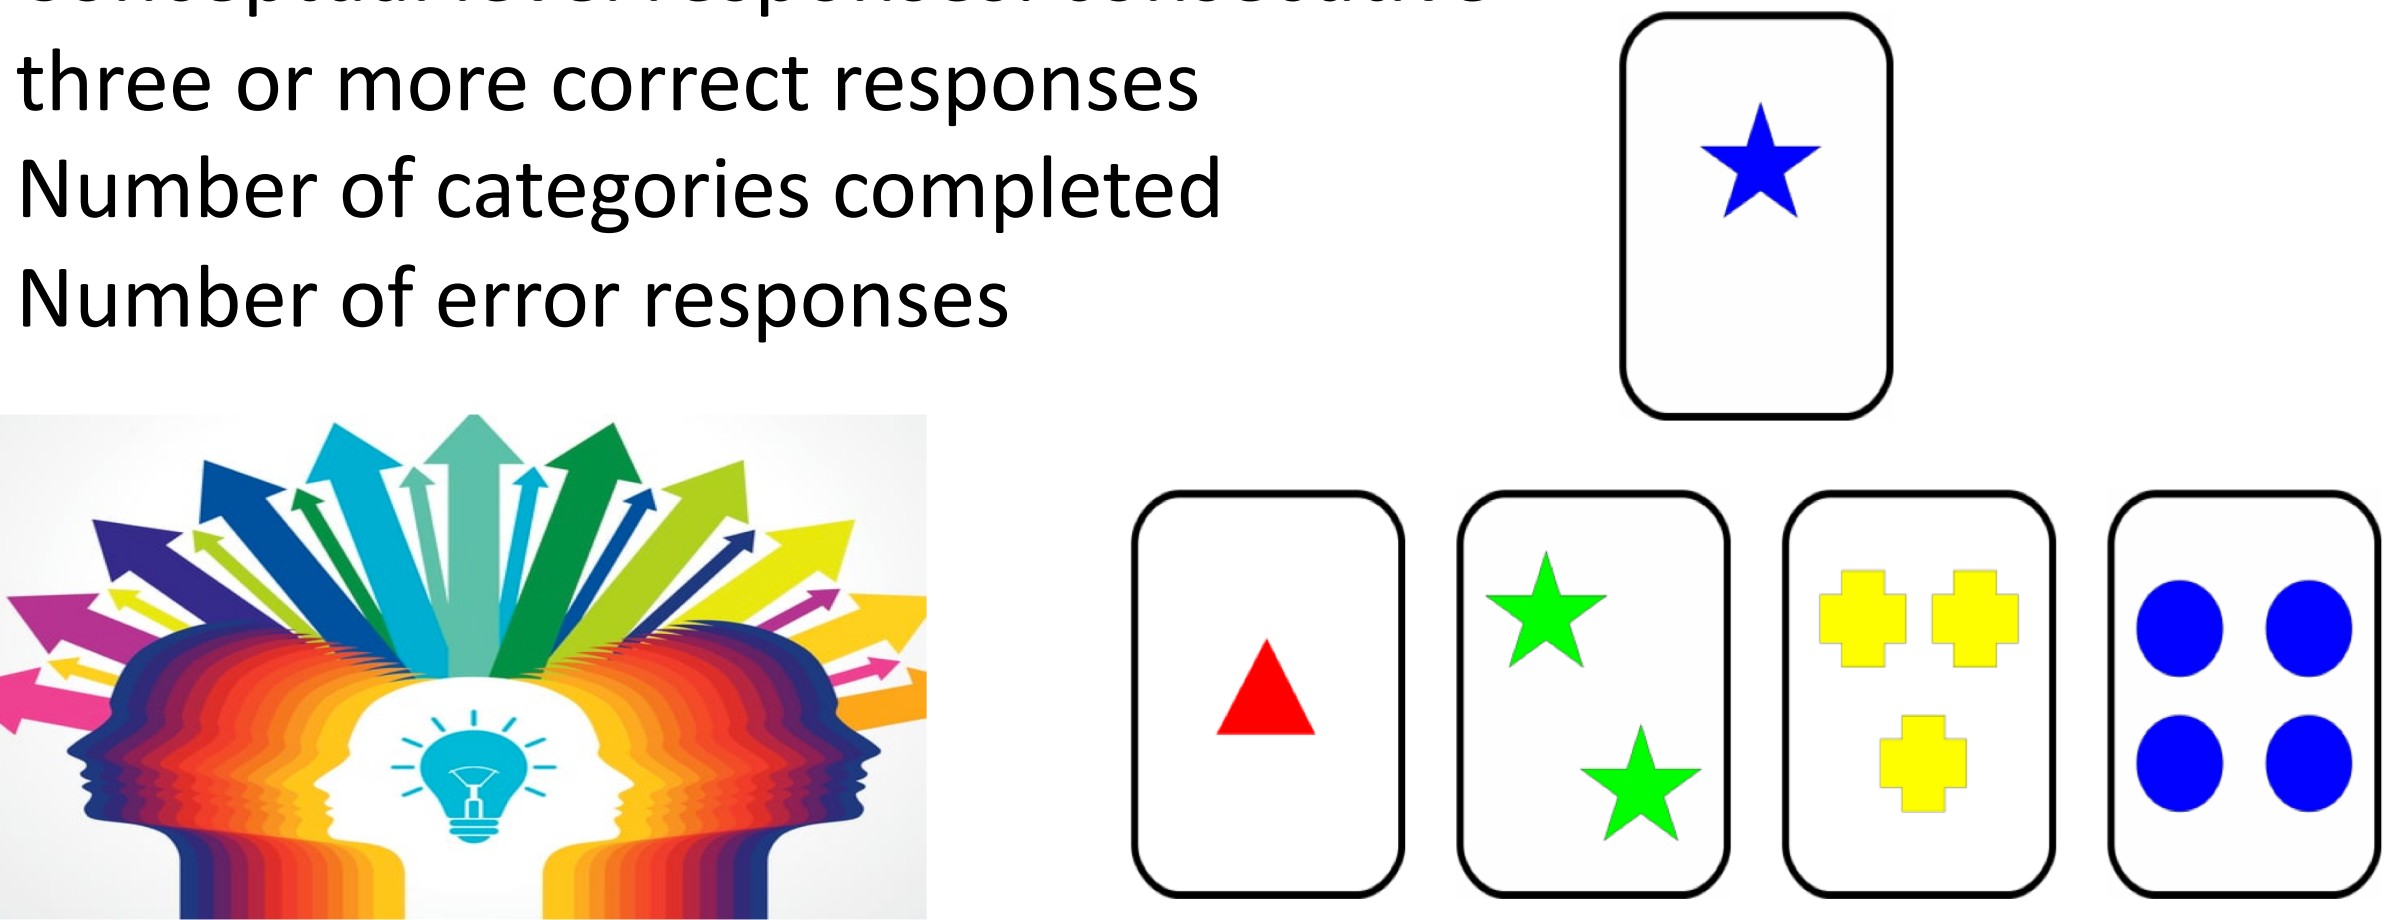 three or more correct responses
Number of categories completed
Number of error responses